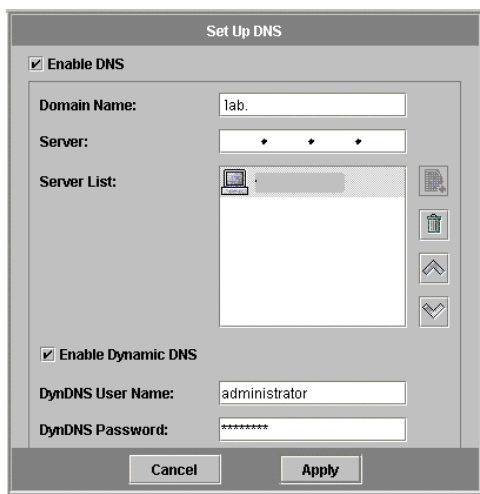 Set Up DNS
Enable DNS
Domain Name: lab.
Server: . . .
Server List:
Enable Dynamic DNS
DynDNS User Name: administrator
DynDNS Password: ********
Cancel Apply